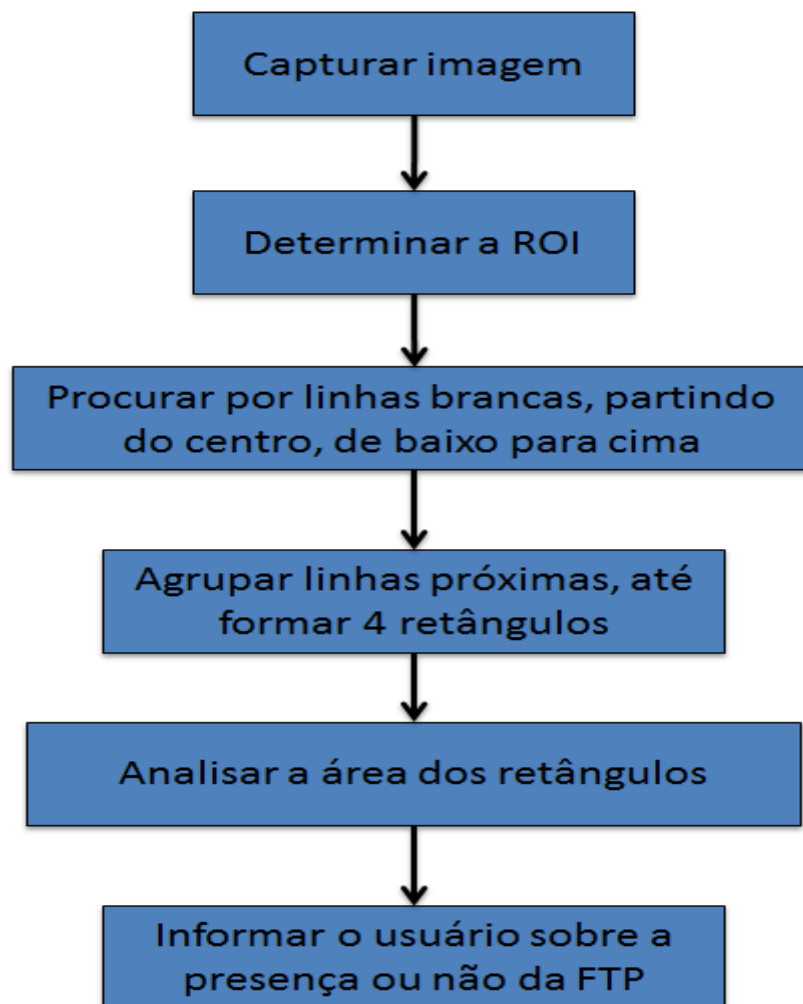 Capturar imagem
Determinar a ROI
Procurar por linhas brancas, partindo
do centro, de baixo para cima
Agrupar linhas próximas, até
formar 4 retângulos
Analisar a área dos retângulos
Informar o usuário sobre a
presença ou não da FTP